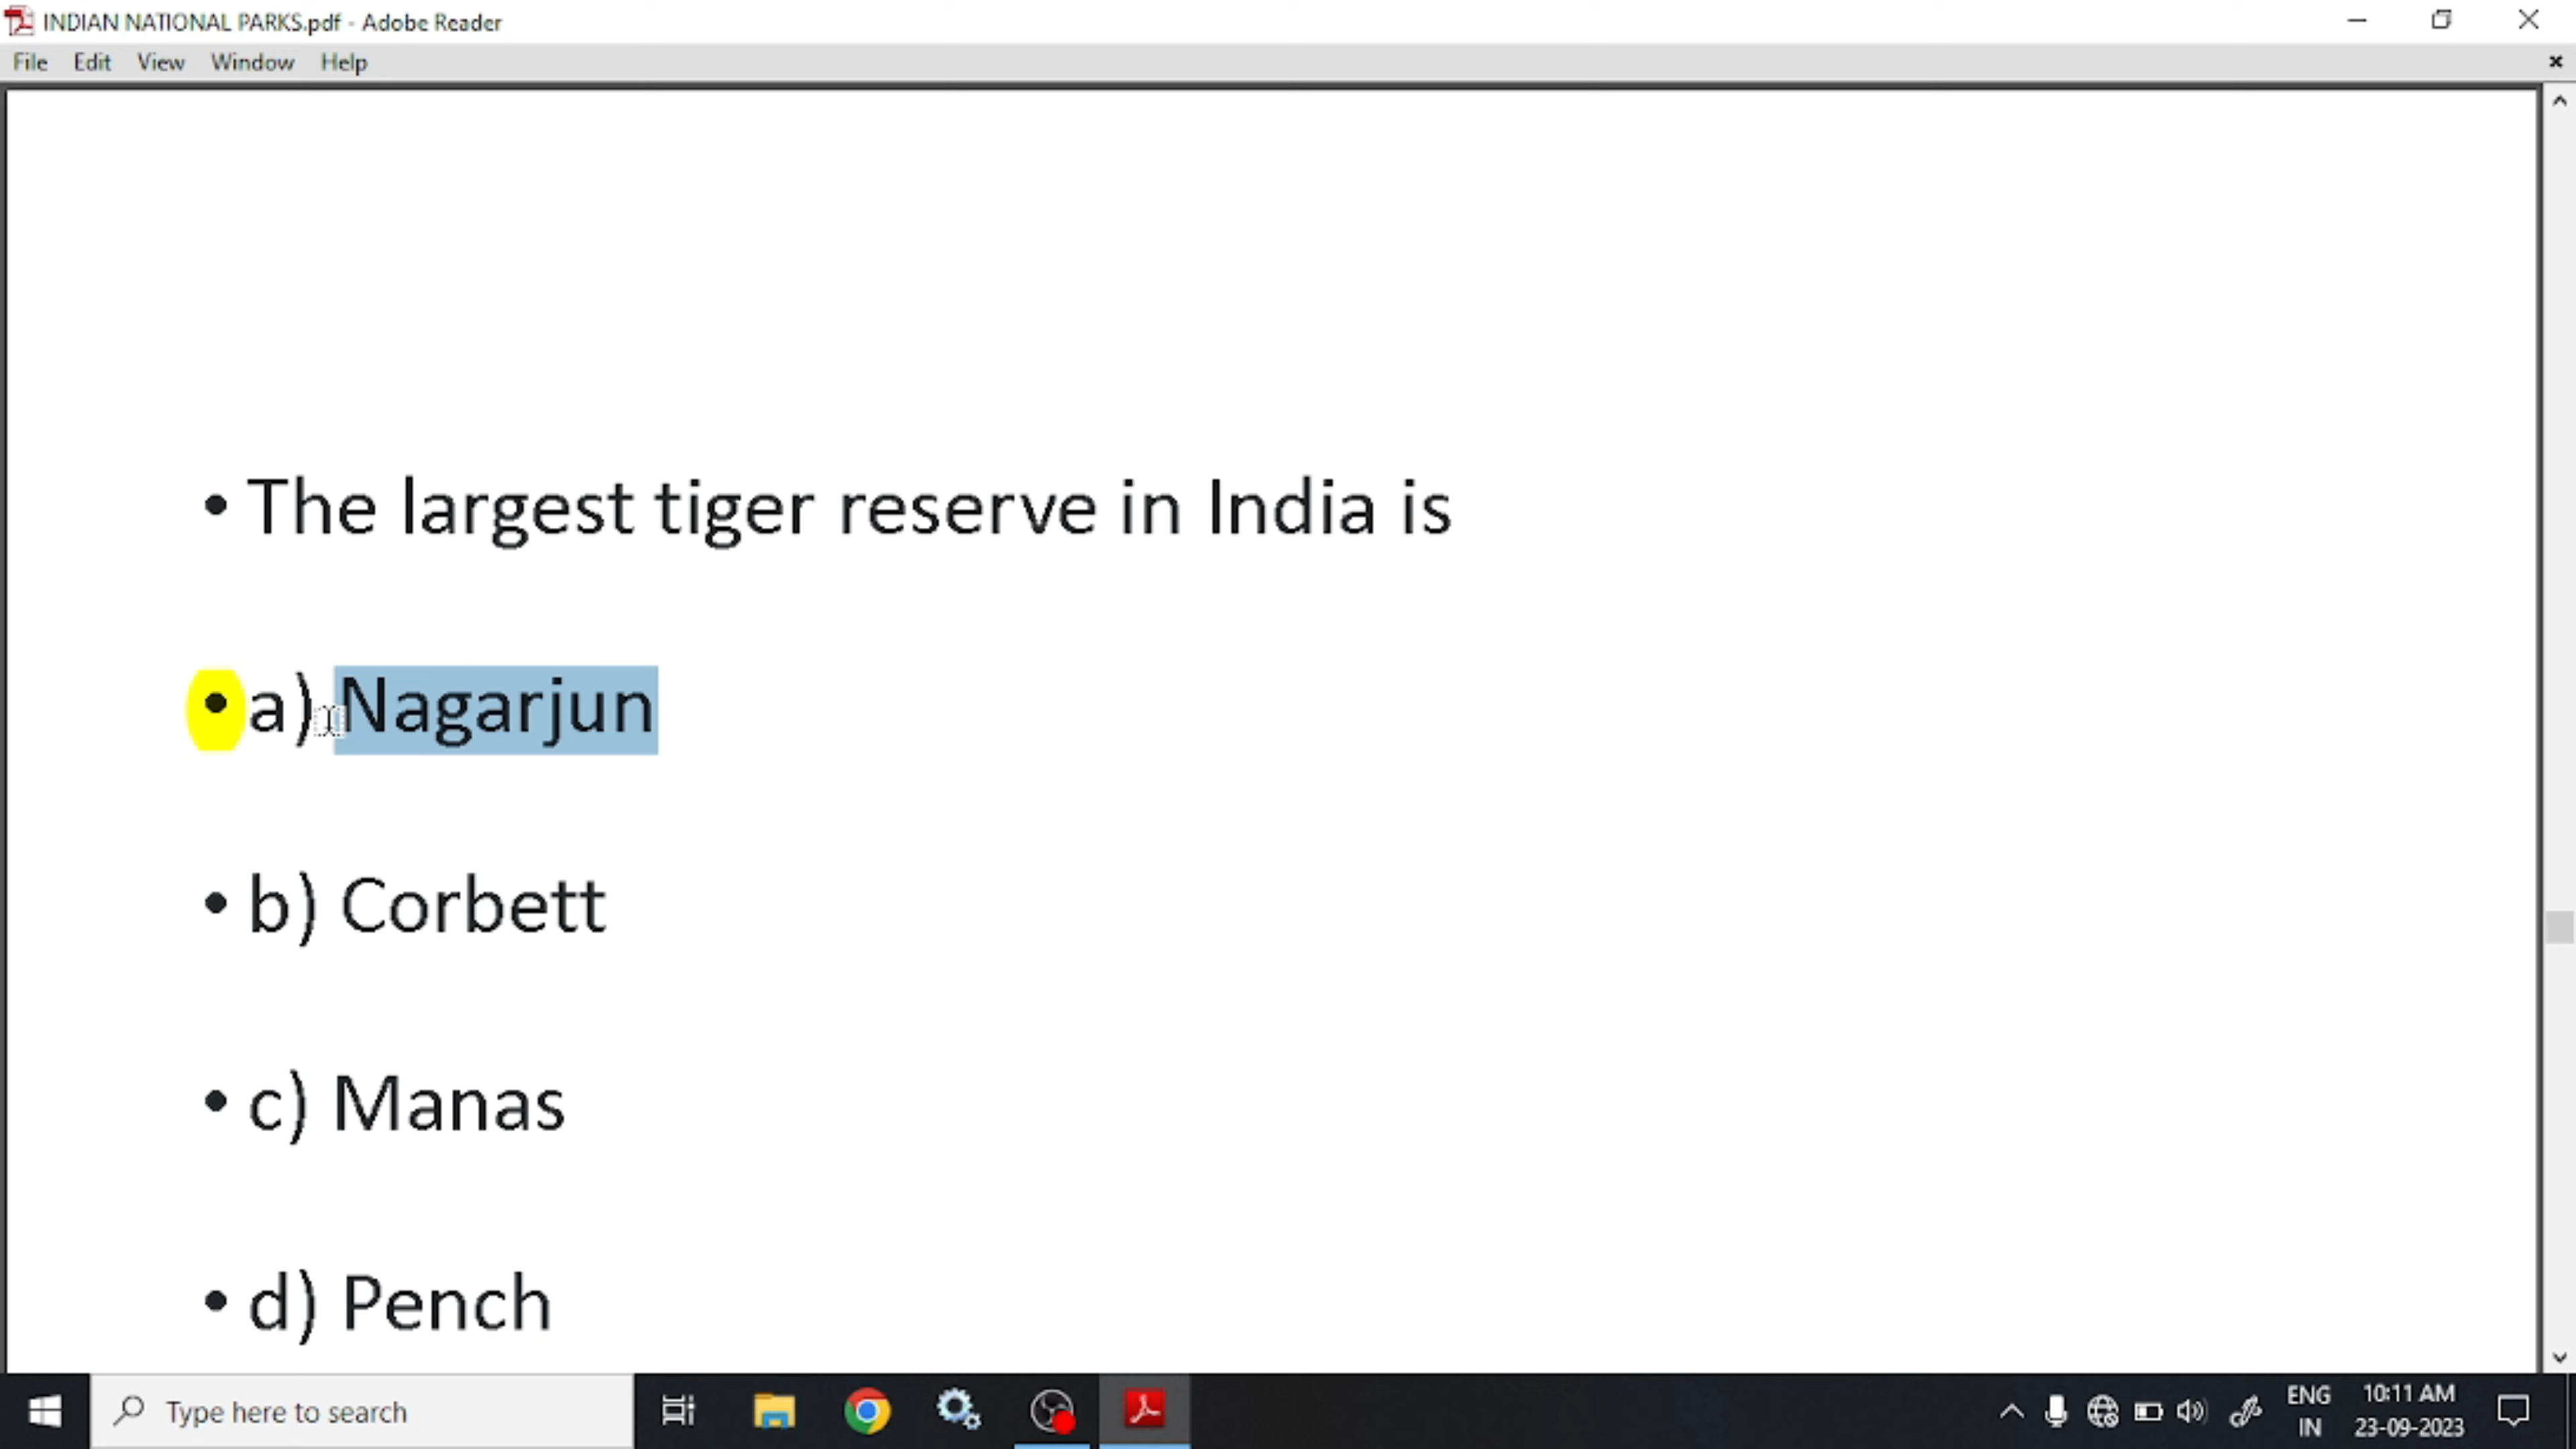 INDIAN NATIONAL PARKS.pdf - Adobe Reader
File Edit View Window Help
• The largest tiger reserve in India is
• a) Nagarjun
• b) Corbett
• c) Manas
• d) Pench
Type here to search
ENG
IN
10:11 AM
23-09-2023